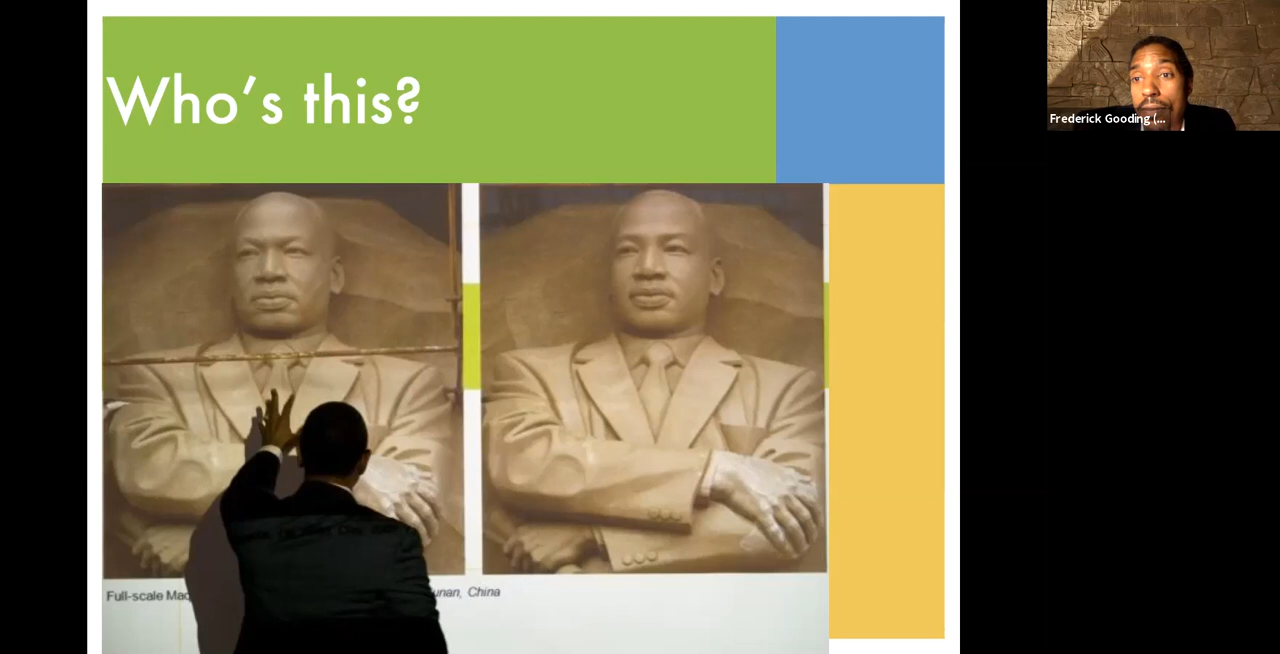 Who's this?
Frederick Gooding (...
Full-scale Mac
unan, China